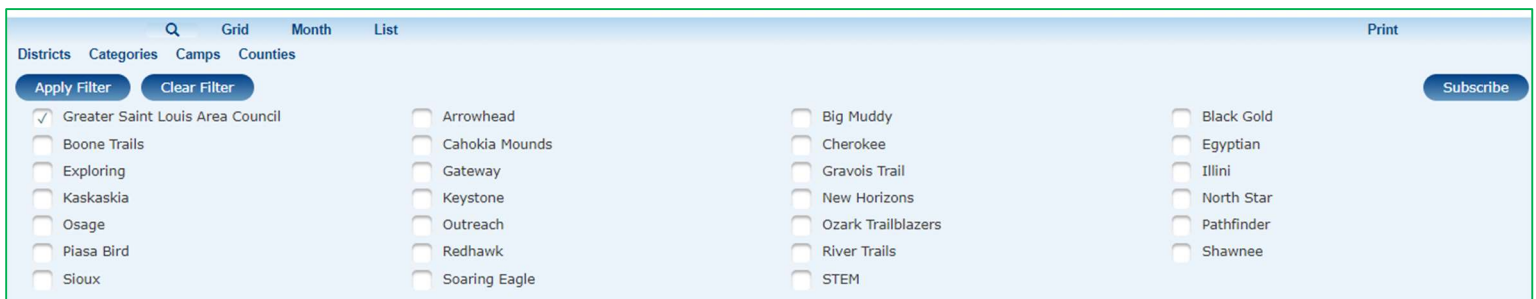 Grid Month List Print
Districts Categories Camps Counties
Apply Filter Clear Filter Subscribe
Greater Saint Louis Area Council Arrowhead Big Muddy Black Gold
Boone Trails Cahokia Mounds Cherokee Egyptian
Exploring Gateway Gravois Trail Illini
Kaskaskia Keystone New Horizons North Star
Osage Outreach Ozark Trailblazers Pathfinder
Piasa Bird Redhawk River Trails Shawnee
Sioux Soaring Eagle STEM